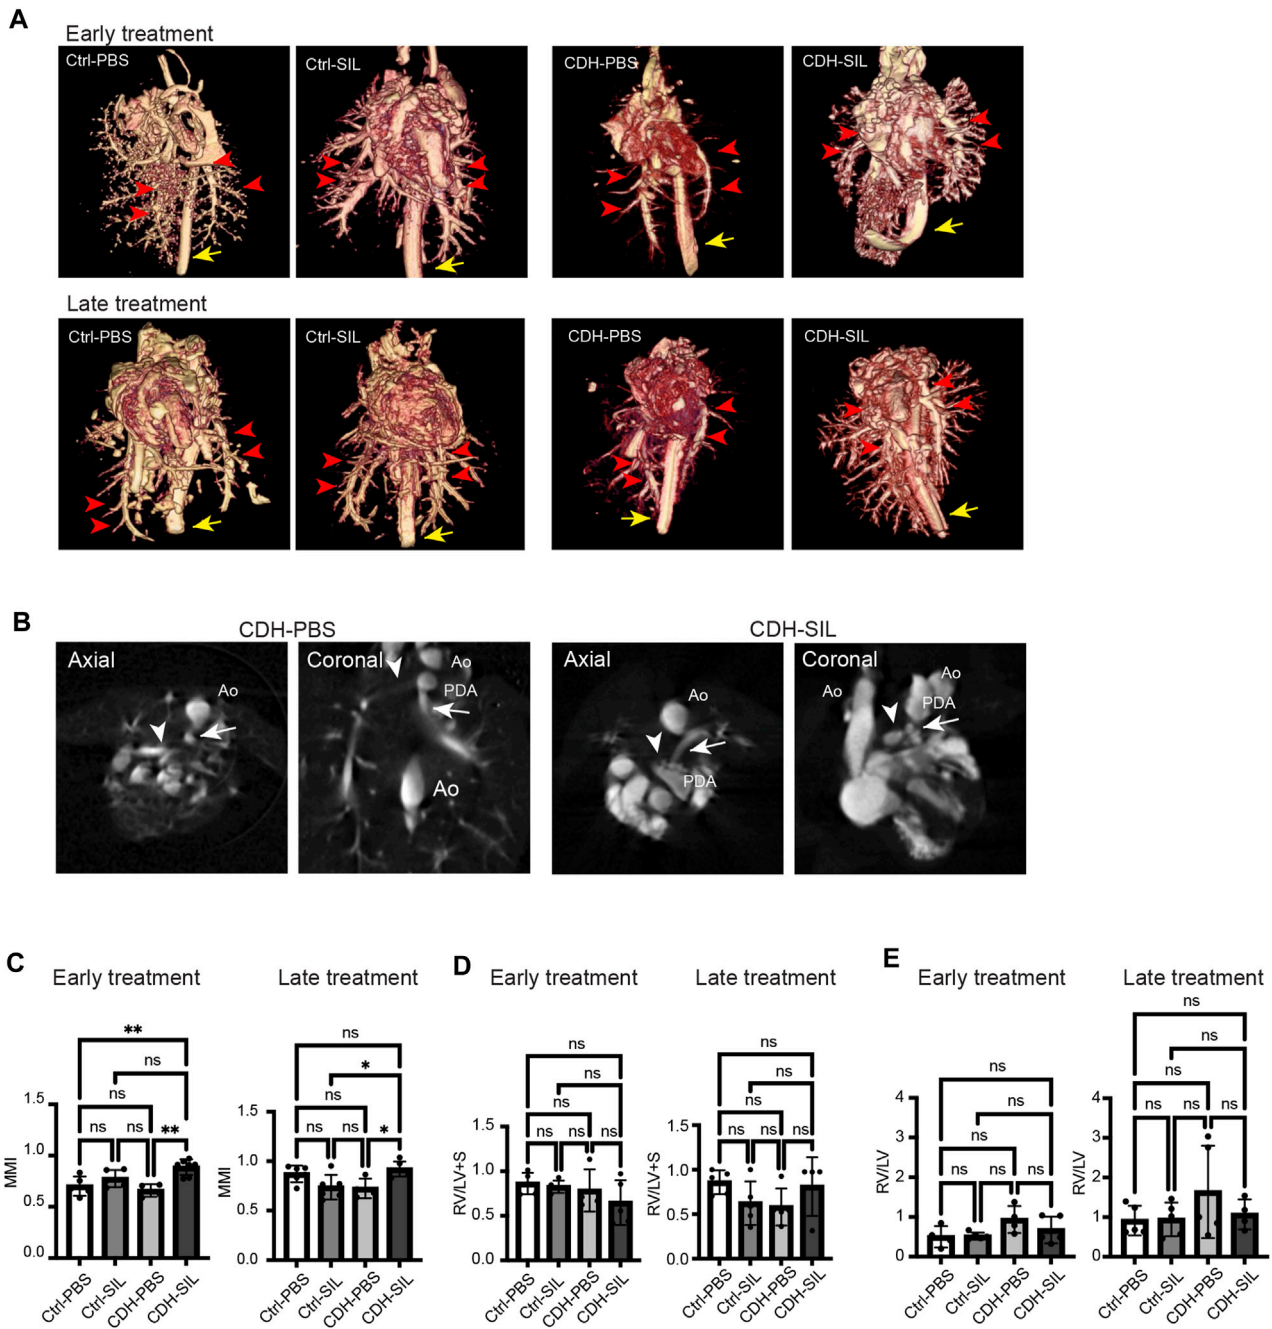 A
Early treatment
Ctrl-PBS
Ctrl-SIL
CDH-PBS
CDH-SIL
Late treatment
Ctrl-PBS
Ctrl-SIL
CDH-PBS
CDH-SIL
B
CDH-PBS
CDH-SIL
Axial
Ao
Coronal
Ao
PDA
Ao
Axial
Ao
PDA
Coronal
Ao
PDA
C
Early treatment
**
ns
ns
ns
ns
**
1.5
1.0
0.5
0.0
MMI
Ctrl-PBS
Ctrl-SIL
CDH-PBS
CDH-SIL
Late treatment
ns
*
ns
ns
ns
*
1.5
1.0
0.5
0.0
MMI
Ctrl-PBS
Ctrl-SIL
CDH-PBS
CDH-SIL
D
Early treatment
ns
ns
ns
ns
ns
ns
1.5
1.0
0.5
0.0
RV/LV+S
Ctrl-PBS
Ctrl-SIL
CDH-PBS
CDH-SIL
Late treatment
ns
ns
ns
ns
ns
ns
1.5
1.0
0.5
0.0
RV/LV+S
Ctrl-PBS
Ctrl-SIL
CDH-PBS
CDH-SIL
E
Early treatment
ns
ns
ns
ns
ns
ns
4
3
2
1
0
RV/LV
Ctrl-PBS
Ctrl-SIL
CDH-PBS
CDH-SIL
Late treatment
ns
ns
ns
ns
ns
ns
4
3
2
1
0
RV/LV
Ctrl-PBS
Ctrl-SIL
CDH-PBS
CDH-SIL